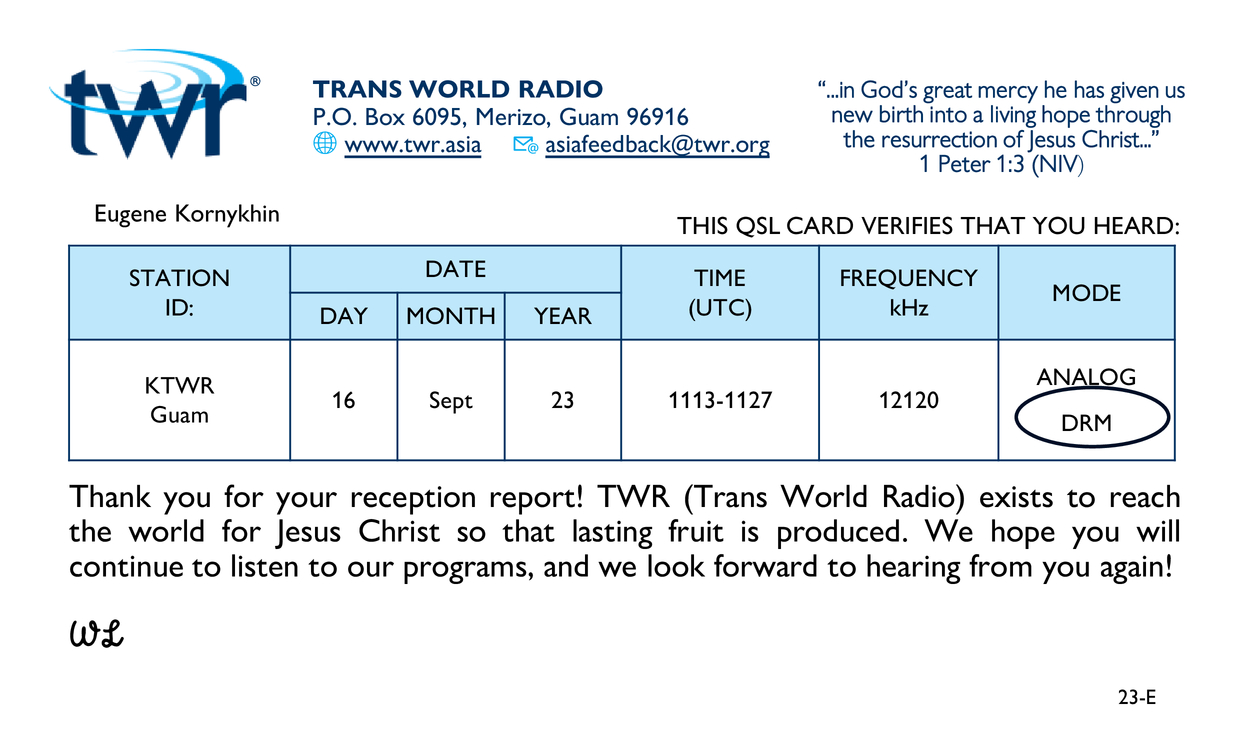 twr®
TRANS WORLD RADIO
P.O. Box 6095, Merizo, Guam 96916
www.twr.asia asiafeedback@twr.org
“...in God’s great mercy he has given us
new birth into a living hope through
the resurrection of Jesus Christ...”
1 Peter 1:3 (NIV)
Eugene Kornykhin
THIS QSL CARD VERIFIES THAT YOU HEARD:
STATION
ID:
DATE
DAY MONTH YEAR
TIME
(UTC)
FREQUENCY
kHz
MODE
KTWR
Guam
16 Sept 23 1113-1127 12120
ANALOG
DRM
Thank you for your reception report! TWR (Trans World Radio) exists to reach
the world for Jesus Christ so that lasting fruit is produced. We hope you will
continue to listen to our programs, and we look forward to hearing from you again!
WL
23-E